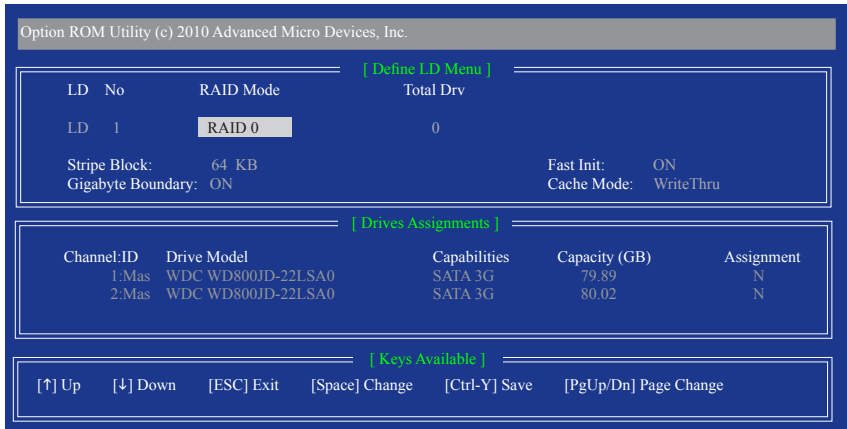 Option ROM Utility (c) 2010 Advanced Micro Devices, Inc.
[ Define LD Menu ]
LD No RAID Mode Total Drv
LD 1 RAID 0 0
Stripe Block: 64 KB Fast Init: ON
Gigabyte Boundary: ON Cache Mode: WriteThru
[ Drives Assignments ]
Channel:ID Drive Model Capabilities Capacity (GB) Assignment
1:Mas WDC WD800JD-22LSA0 SATA 3G 79.89 N
2:Mas WDC WD800JD-22LSA0 SATA 3G 80.02 N
[ Keys Available ]
[↑] Up [↓] Down [ESC] Exit [Space] Change [Ctrl-Y] Save [PgUp/Dn] Page Change